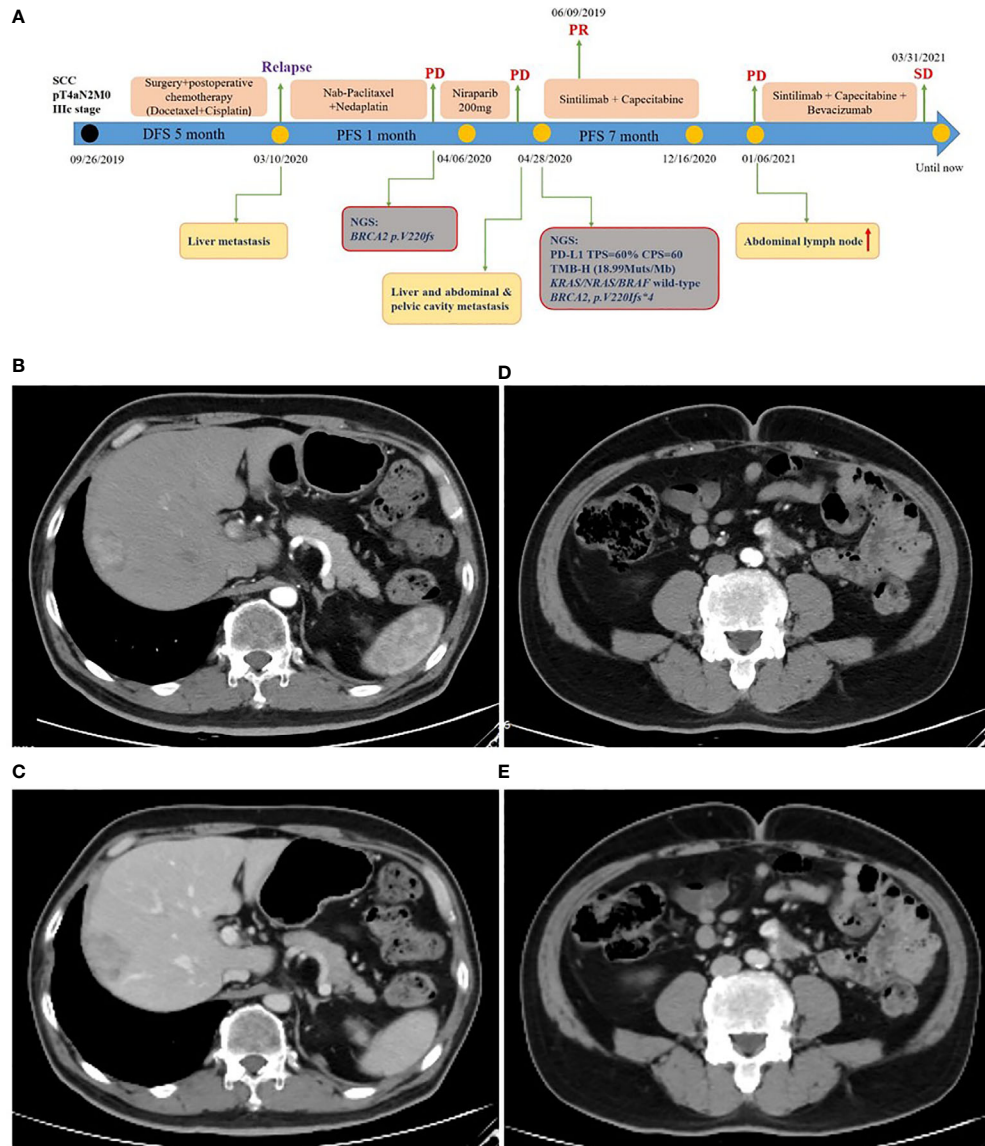 A
06/09/2019
03/31/2021
PR
SCC
pT4aN2M0
IIIc stage
Surgery+postoperative
chemotherapy
(Docetaxel+Cisplatin)
Relapse
Nab-Paclitaxel
+Nedaplatin
PD
Niraparib
200mg
PD
Sintilimab + Capecitabine
PD
Sintilimab + Capecitabine +
Bevacizumab
SD
DFS 5 month
PFS 1 month
PFS 7 month
09/26/2019
03/10/2020
04/06/2020
04/28/2020
12/16/2020
01/06/2021
Until now
Liver metastasis
NGS:
BRCA2 p.V220fs
Liver and abdominal &
pelvic cavity metastasis
NGS:
PD-L1 TPS=60% CPS=60
TMB-H (18.99Muts/Mb)
KRAS/NRAS/BRAF wild-type
BRCA2, p.V220Ifs*4
Abdominal lymph node
B
D
C
E